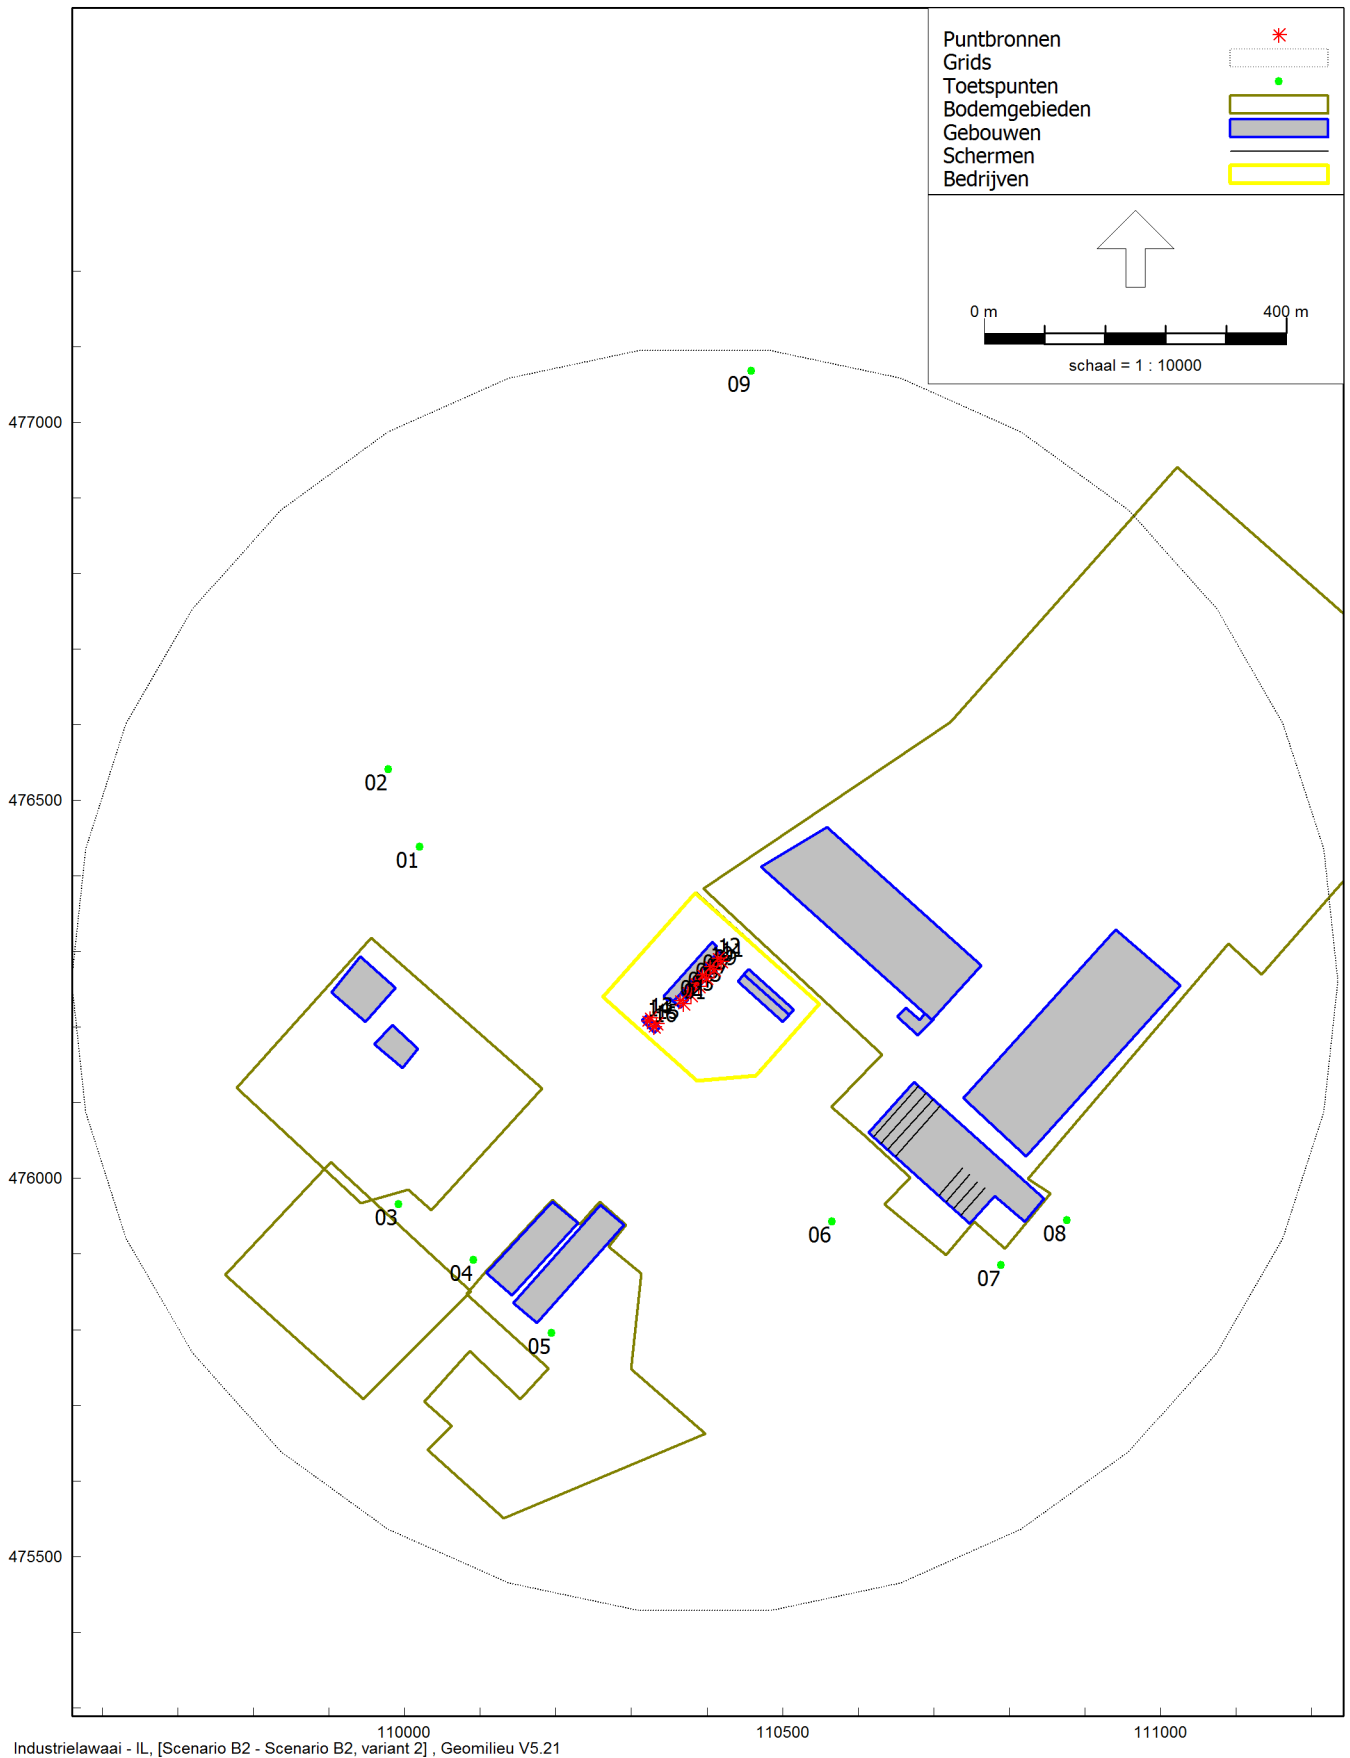 Puntbronnen
Grids
Toetspunten
Bodemgebieden
Gebouwen
Schermen
Bedrijven
0 m 400 m
schaal = 1 : 10000
09
477000
02
476500
01
12
03
04
05
06
07
08
476000
475500
110000 110500 111000
Industrielawaai - IL, [Scenario B2 - Scenario B2, variant 2] , Geomilieu V5.21